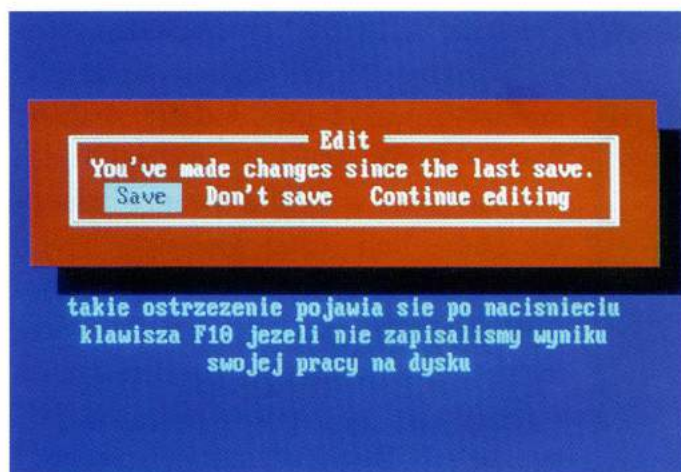 Edit
You've made changes since the last save.
Save Don't save Continue editing
takie ostrzezenie pojawia sie po nacisnieciu
klawisza F10 jezeli nie zapisalismy wyniku
swojej pracy na dysku